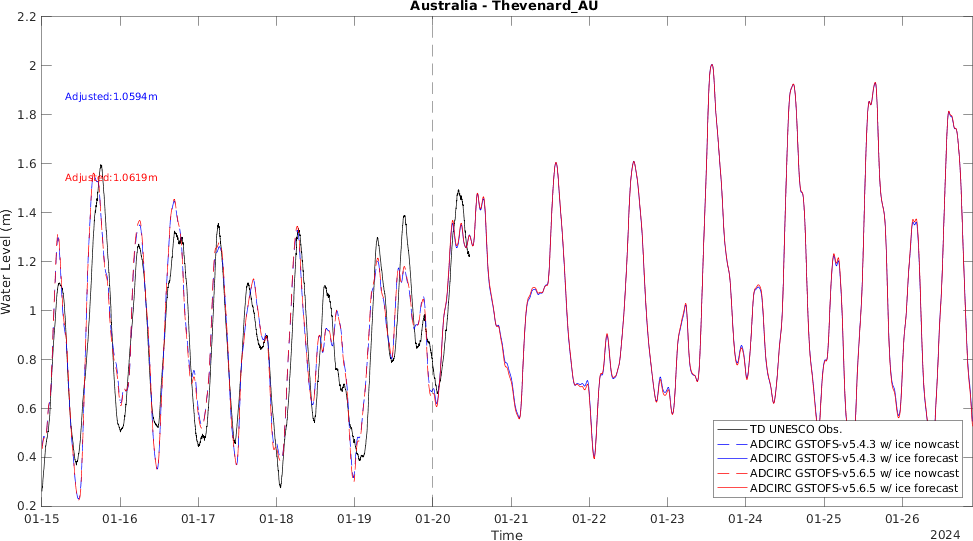 Australia - Thevenard_AU
2.2
2
1.8
1.6
1.4
1.2
1
0.8
0.6
0.4
0.2
Water Level (m)
Adjusted:1.0594m
Adjusted:1.0619m
TD UNESCO Obs.
ADCIRC GSTOFS-v5.4.3 w/ ice nowcast
ADCIRC GSTOFS-v5.4.3 w/ ice forecast
ADCIRC GSTOFS-v5.6.5 w/ ice nowcast
ADCIRC GSTOFS-v5.6.5 w/ ice forecast
01-15 01-16 01-17 01-18 01-19 01-20 01-21 01-22 01-23 01-24 01-25 01-26
Time
2024